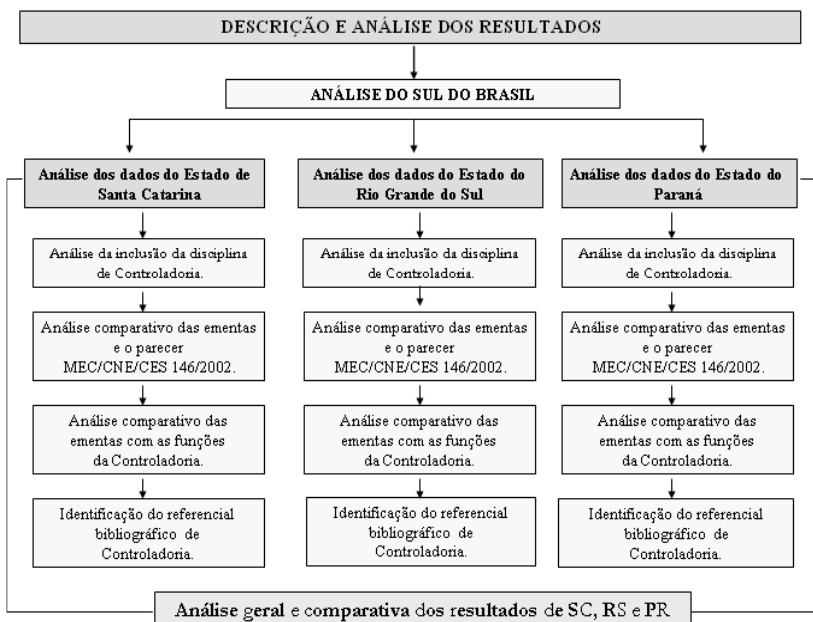 DESCRIÇÃO E ANÁLISE DOS RESULTADOS
ANÁLISE DO SUL DO BRASIL
Análise dos dados do Estado de
Santa Catarina
Análise da inclusão da disciplina
de Controladoria.
Análise comparativo das ementas
e o parecer
MEC/CNE/CES 146/2002.
Análise comparativo das
ementas com as funções
da Controladoria.
Identificação do referencial
bibliográfico de
Controladoria.
Análise dos dados do Estado do
Rio Grande do Sul
Análise da inclusão da disciplina
de Controladoria.
Análise comparativo das ementas
e o parecer
MEC/CNE/CES 146/2002.
Análise comparativo das
ementas com as funções
da Controladoria.
Identificação do referencial
bibliográfico de
Controladoria.
Análise dos dados do Estado do
Paraná
Análise da inclusão da disciplina
de Controladoria.
Análise comparativo das ementas
e o parecer
MEC/CNE/CES 146/2002.
Análise comparativo das
ementas com as funções
da Controladoria.
Identificação do referencial
bibliográfico de
Controladoria.
Análise geral e comparativa dos resultados de SC, RS e PR